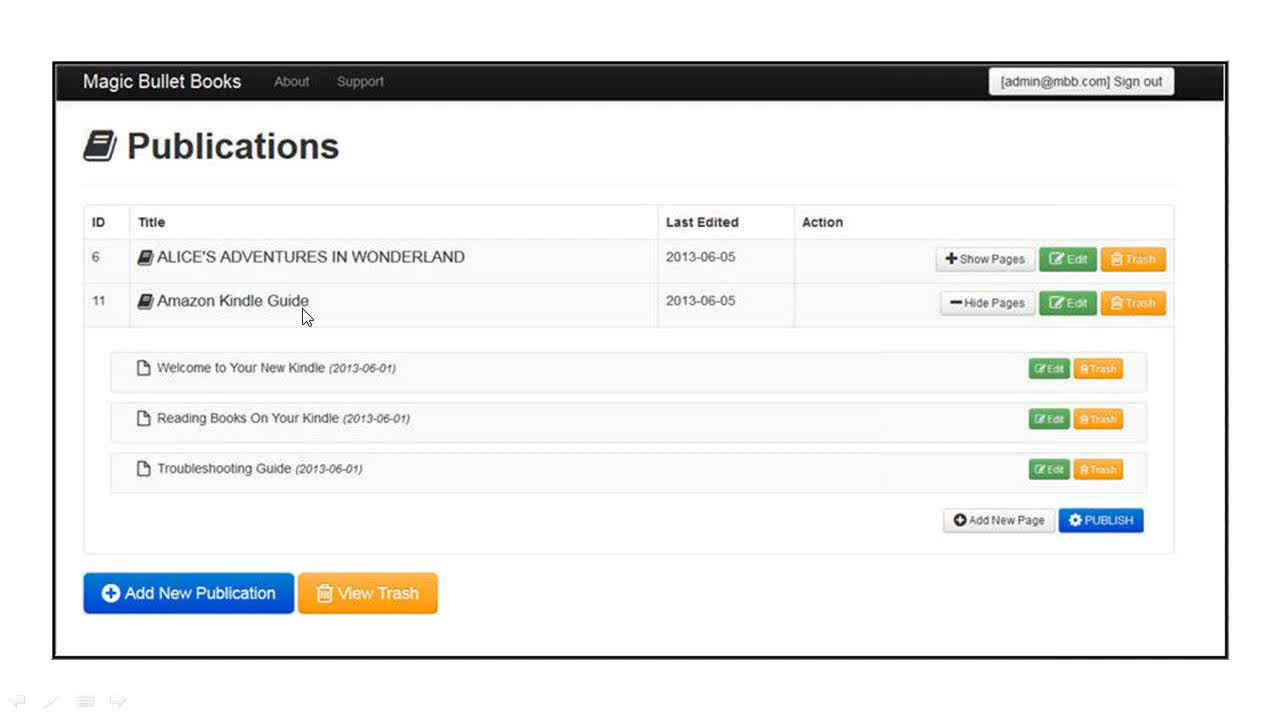 Magic Bullet Books About Support [admin@mbb.com] Sign out
Publications
ID Title Last Edited Action
6 ALICE'S ADVENTURES IN WONDERLAND 2013-06-05 Show Pages Edit Trash
11 Amazon Kindle Guide 2013-06-05 Hide Pages Edit Trash
Welcome to Your New Kindle (2013-06-01) Edit Trash
Reading Books On Your Kindle (2013-06-01) Edit Trash
Troubleshooting Guide (2013-06-01) Edit Trash
Add New Page PUBLISH
Add New Publication View Trash